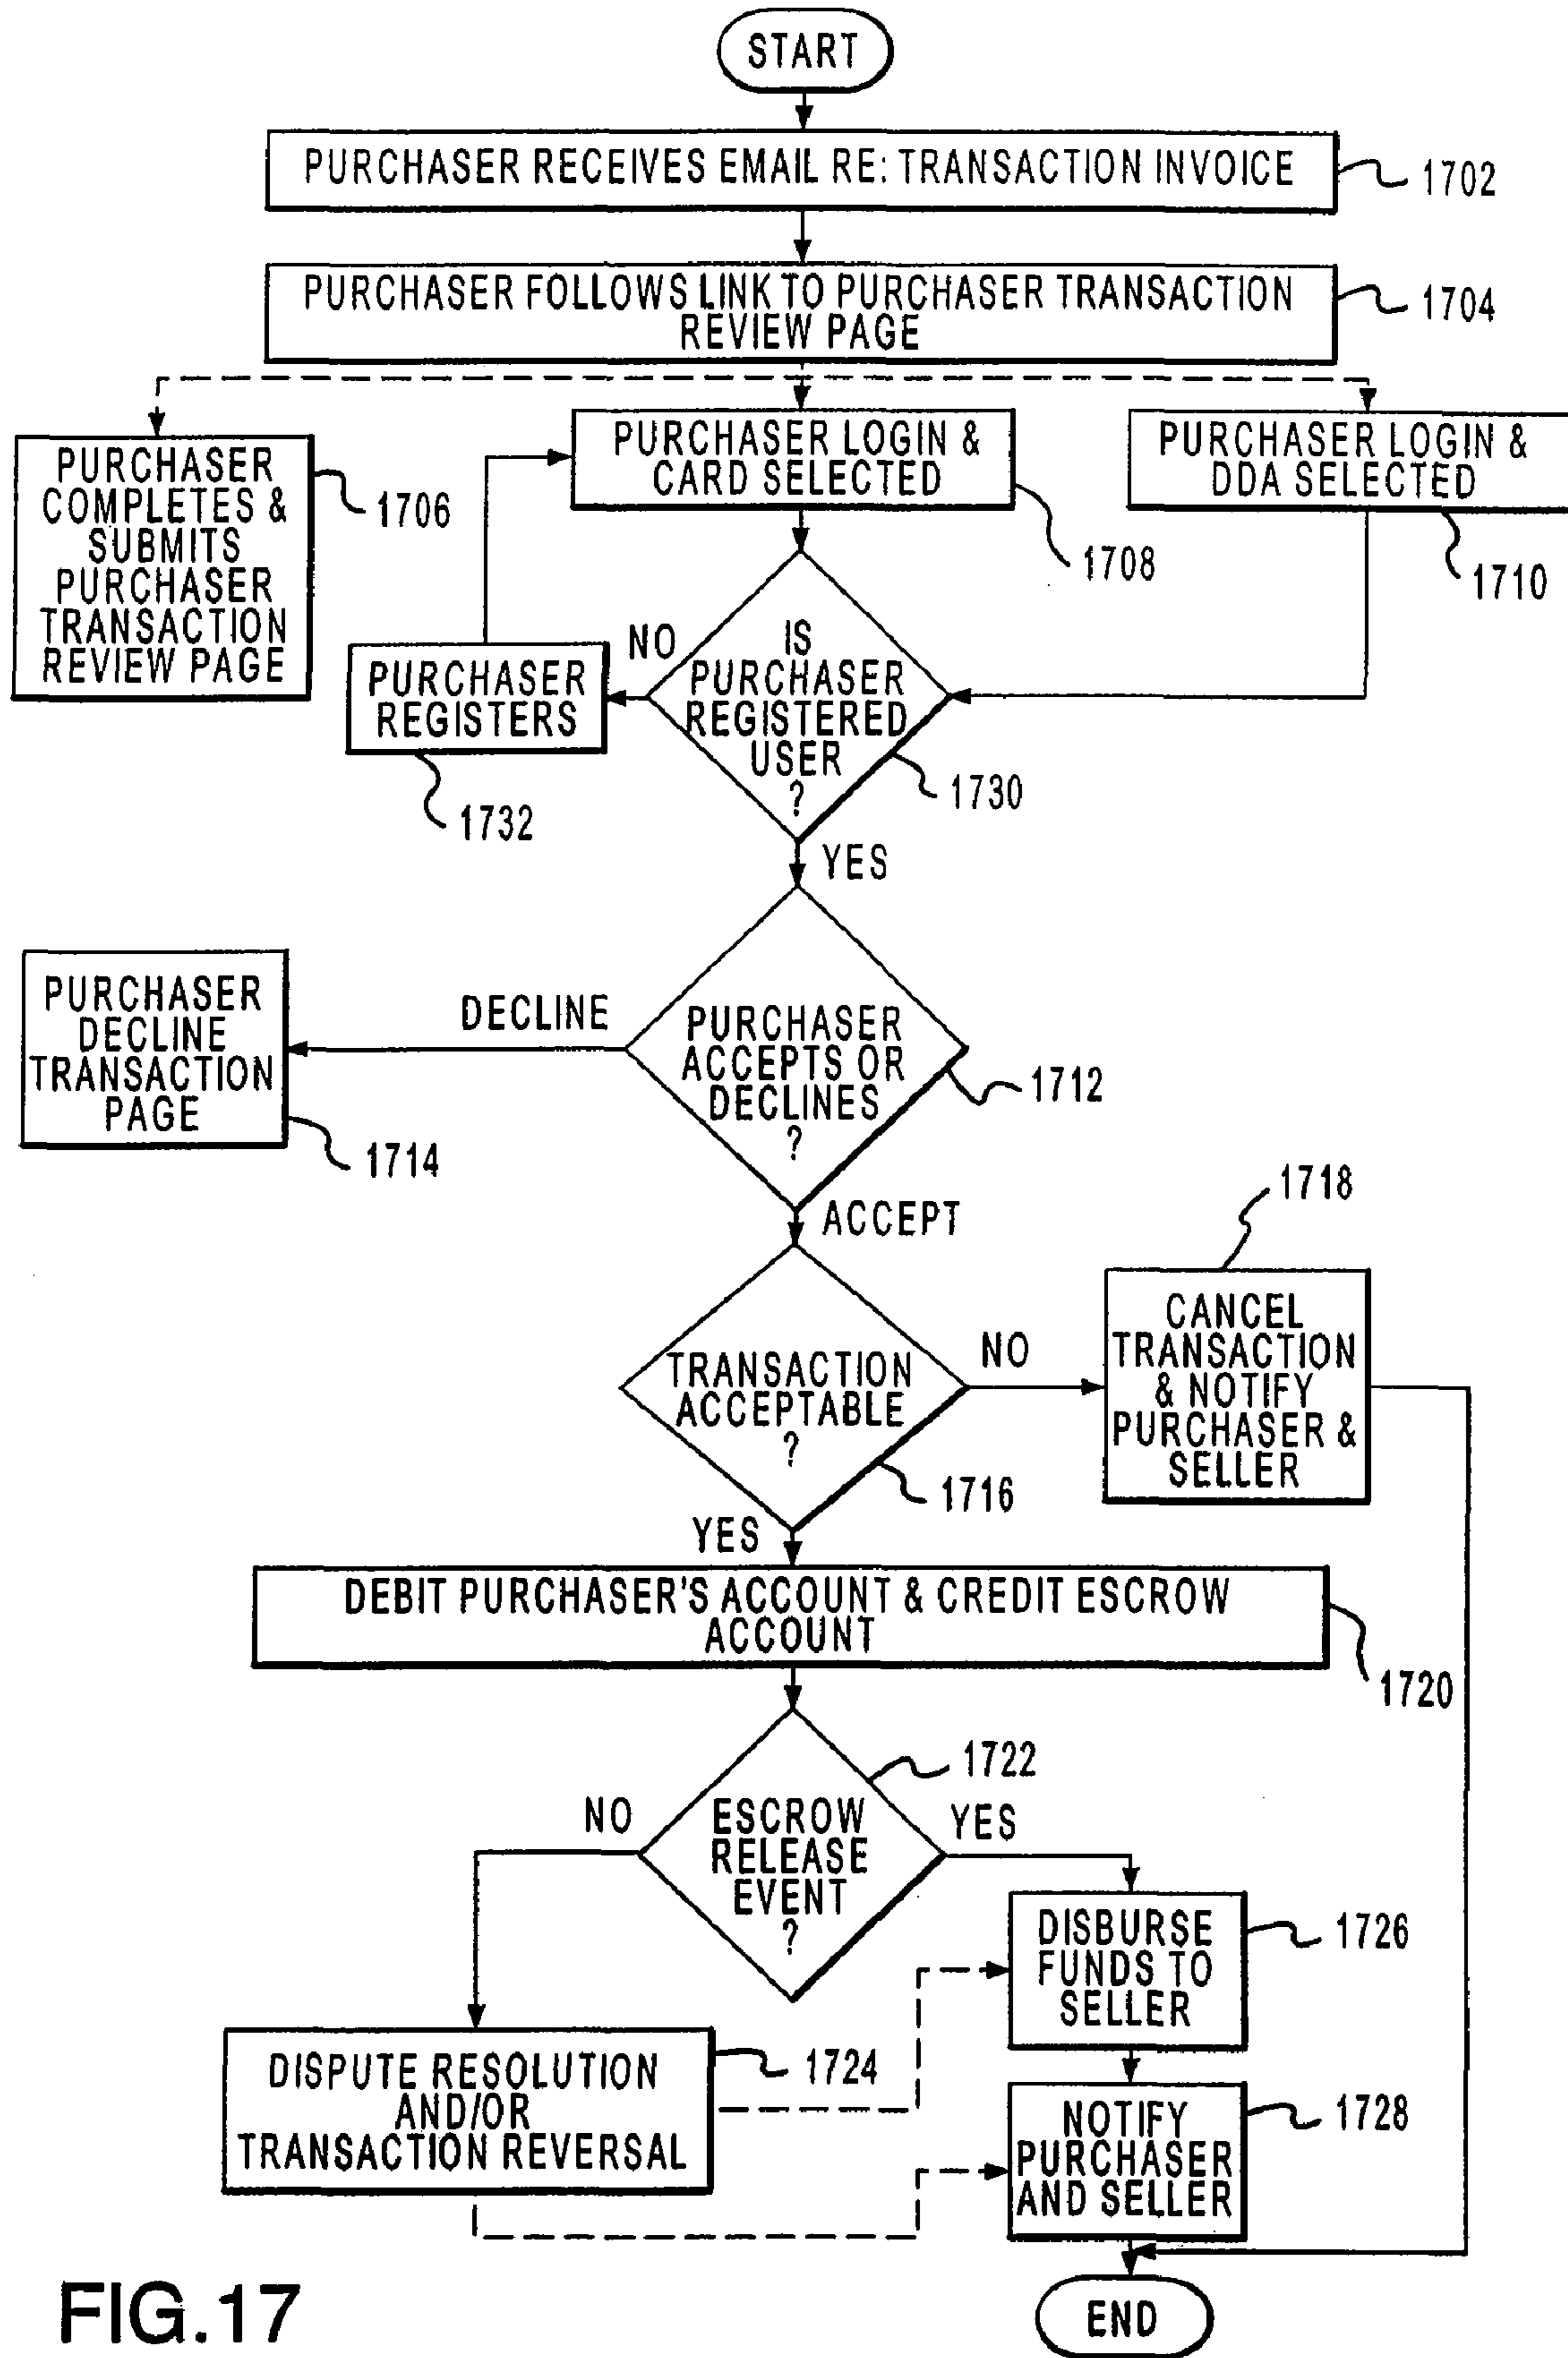 START
PURCHASER RECEIVES EMAIL RE: TRANSACTION INVOICE
1702
PURCHASER FOLLOWS LINK TO PURCHASER TRANSACTION
REVIEW PAGE
1704
PURCHASER
COMPLETES &
SUBMITS
PURCHASER
TRANSACTION
REVIEW PAGE
1706
PURCHASER LOGIN &
CARD SELECTED
1708
PURCHASER LOGIN &
DDA SELECTED
1710
NO
IS
PURCHASER
REGISTERED
USER
?
1730
PURCHASER
REGISTERS
1732
YES
PURCHASER
DECLINE
TRANSACTION
PAGE
1714
DECLINE
PURCHASER
ACCEPTS OR
DECLINES
?
1712
ACCEPT
1718
TRANSACTION
ACCEPTABLE
?
1716
NO
CANCEL
TRANSACTION
& NOTIFY
PURCHASER &
SELLER
YES
DEBIT PURCHASER'S ACCOUNT & CREDIT ESCROW
ACCOUNT
1720
1722
NO
ESCROW
RELEASE
EVENT
?
YES
DISBURSE
FUNDS TO
SELLER
1726
DISPUTE RESOLUTION
AND/OR
TRANSACTION REVERSAL
1724
NOTIFY
PURCHASER
AND SELLER
1728
END
FIG.17